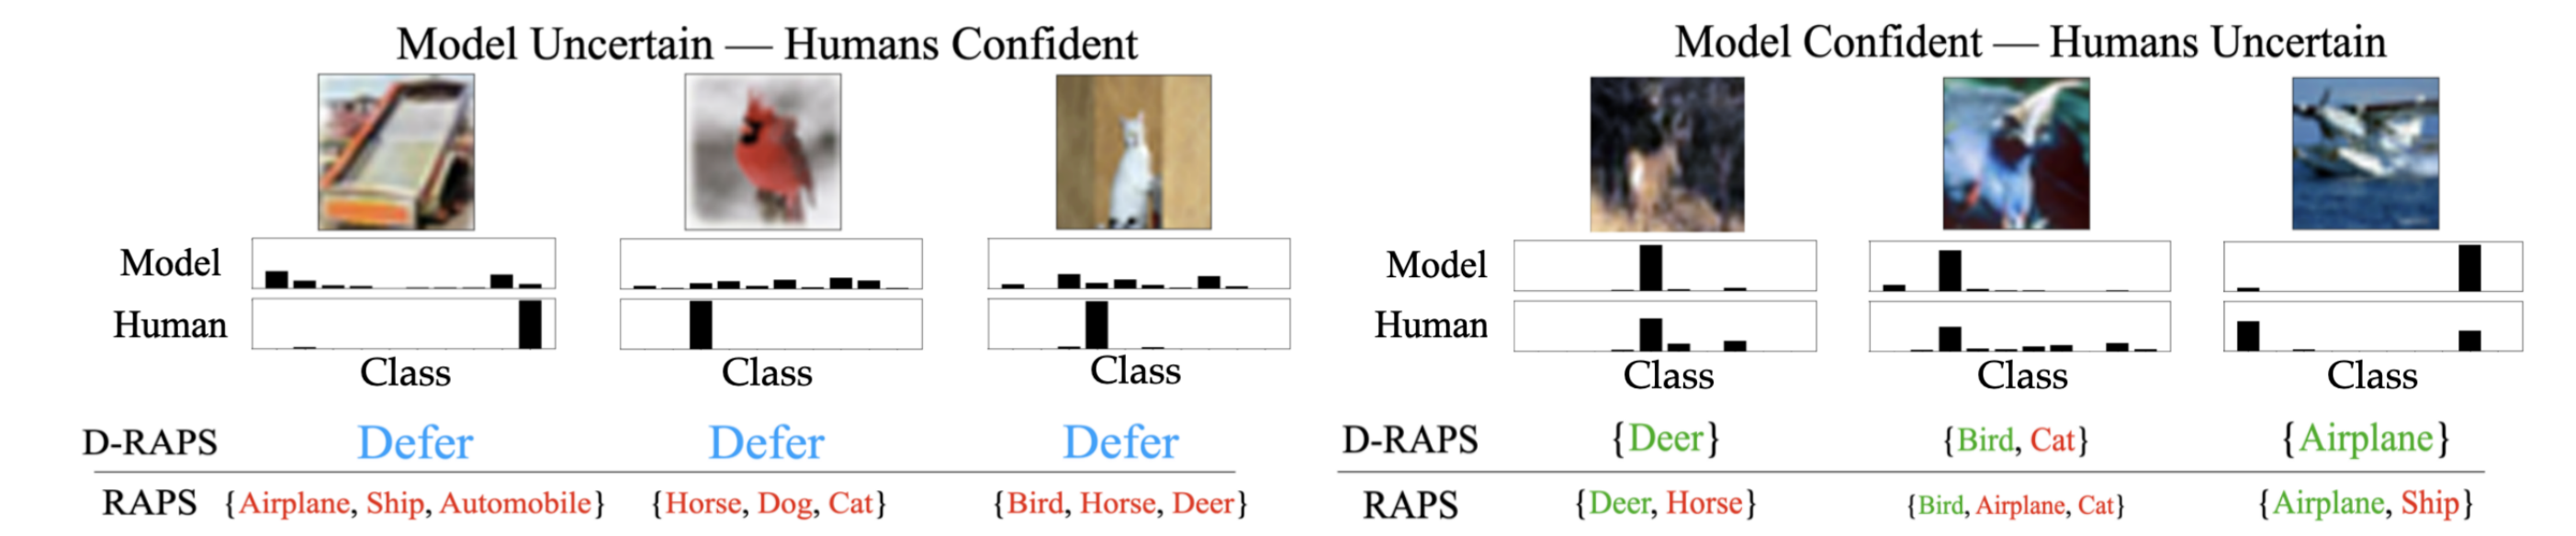 Model Uncertain — Humans Confident
Model
Human
Class Class Class
D-RAPS Defer Defer Defer
RAPS {Airplane, Ship, Automobile} {Horse, Dog, Cat} {Bird, Horse, Deer}
Model Confident — Humans Uncertain
Model
Human
Class Class Class
D-RAPS {Deer} {Bird, Cat} {Airplane}
RAPS {Deer, Horse} {Bird, Airplane, Cat} {Airplane, Ship}